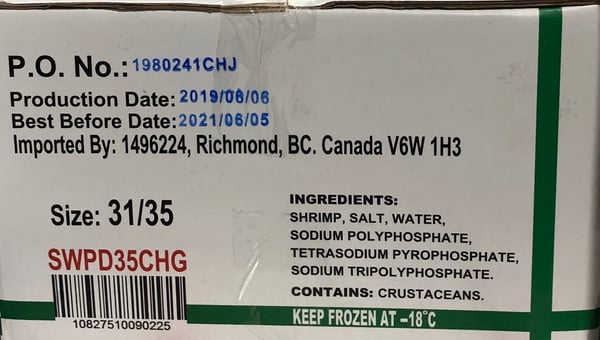 P.O. No.: 1980241CHJ
Production Date: 2019/06/06
Best Before Date: 2021/06/05
Imported By: 1496224, Richmond, BC. Canada V6W 1H3
Size: 31/35
SWPD35CHG
10827510090225
INGREDIENTS:
SHRIMP, SALT, WATER,
SODIUM POLYPHOSPHATE,
TETRASODIUM PYROPHOSPHATE,
SODIUM TRIPOLYPHOSPHATE.
CONTAINS: CRUSTACEANS.
KEEP FROZEN AT –18°C